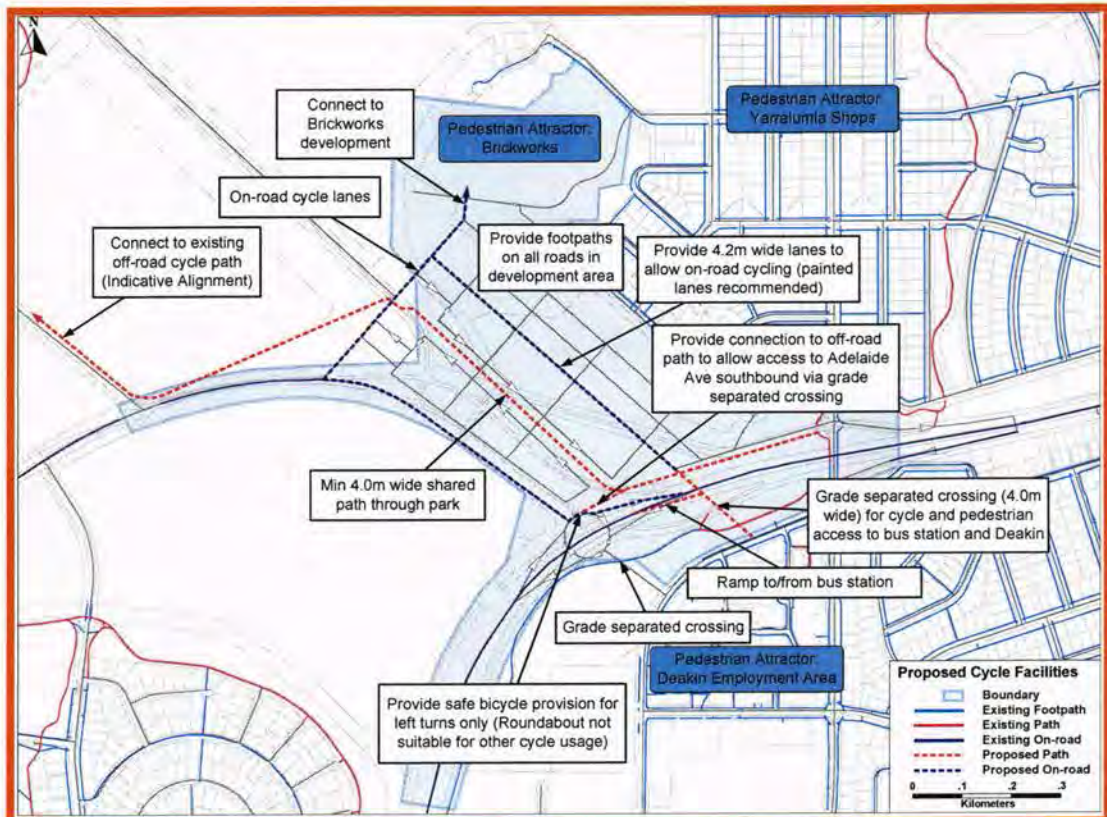 N
Connect to
Brickworks
development
Pedestrian Attractor:
Brickworks
Pedestrian Attractor:
Yarralumla Shops
On-road cycle lanes
Connect to existing
off-road cycle path
(Indicative Alignment)
Provide footpaths
on all roads in
development area
Provide 4.2m wide lanes to
allow on-road cycling (painted
lanes recommended)
Provide connection to off-road
path to allow access to Adelaide
Ave southbound via grade
separated crossing
Min 4.0m wide shared
path through park
Grade separated crossing (4.0m
wide) for cycle and pedestrian
access to bus station and Deakin
Ramp to/from bus station
Grade separated crossing
Pedestrian Attractor:
Deakin Employment Area
Provide safe bicycle provision for
left turns only (Roundabout not
suitable for other cycle usage)
Proposed Cycle Facilities
Boundary
Existing Footpath
Existing Path
Existing On-road
Proposed Path
Proposed On-road
0 .1 .2 .3
Kilometers